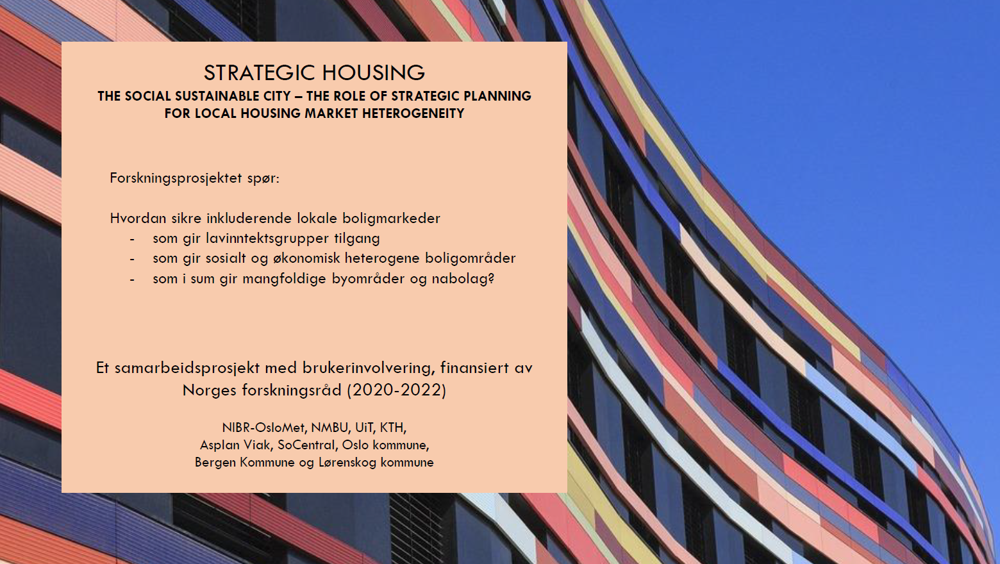 STRATEGIC HOUSING
THE SOCIAL SUSTAINABLE CITY – THE ROLE OF STRATEGIC PLANNING
FOR LOCAL HOUSING MARKET HETEROGENEITY
Forskningsprosjektet spør:
Hvordan sikre inkluderende lokale boligmarkeder
- som gir lavinntektsgrupper tilgang
- som gir sosialt og økonomisk heterogene boligområder
- som i sum gir mangfoldige byområder og nabolag?
Et samarbeidsprosjekt med brukerinvolvering, finansiert av
Norges forskningsråd (2020-2022)
NIBR-OsloMet, NMBU, UiT, KTH,
Asplan Viak, SoCentral, Oslo kommune,
Bergen Kommune og Lørenskog kommune